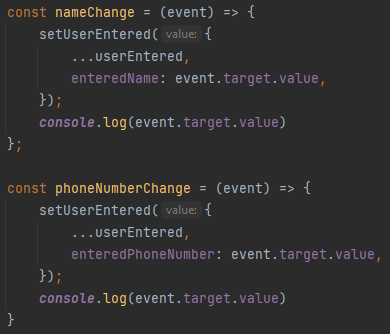 const nameChange = (event) => {
    setUserEntered( value: {
        ...userEntered,
        enteredName: event.target.value,
    });
    console.log(event.target.value)
};

const phoneNumberChange = (event) => {
    setUserEntered( value: {
        ...userEntered,
        enteredPhoneNumber: event.target.value,
    });
    console.log(event.target.value)
}